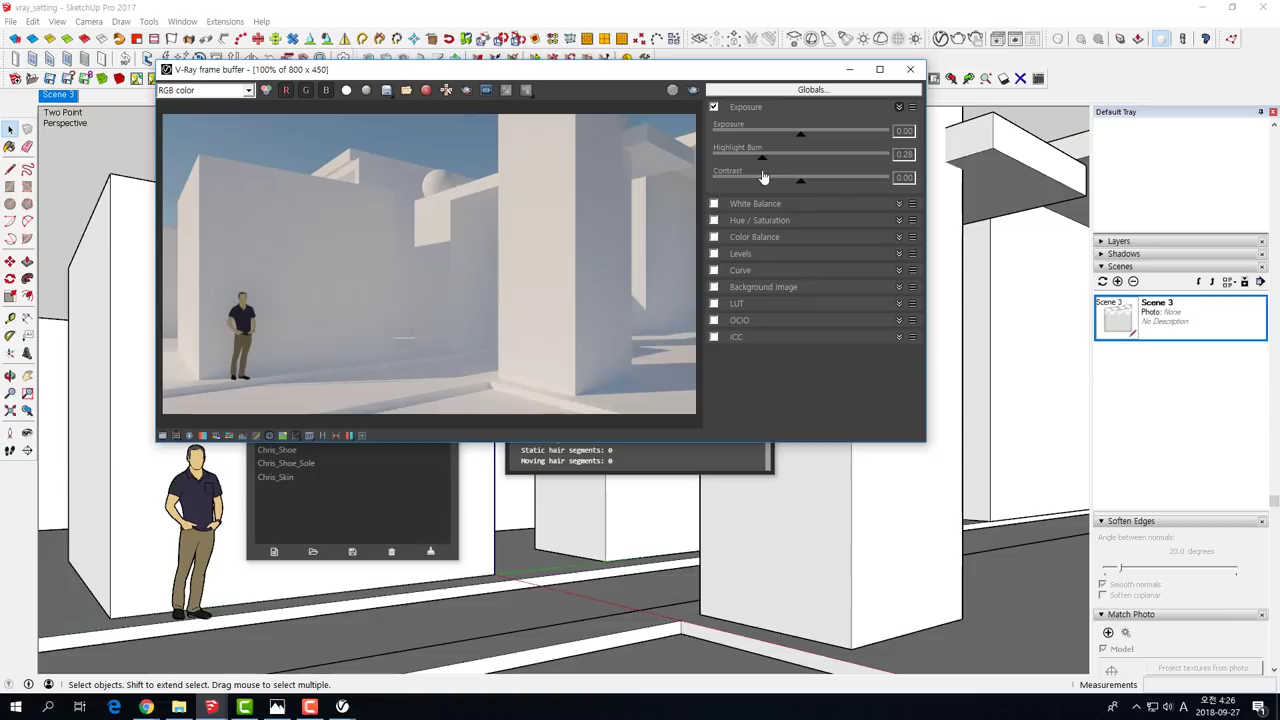 vray_setting - SketchUp Pro 2017
File Edit View Camera Draw Tools Window Extensions Help
V-Ray frame buffer - [100% of 800 x 450]
RGB color
R G B
Globals...
Exposure
Exposure
0.00
Highlight Burn
0.28
Contrast
0.00
White Balance
Hue / Saturation
Color Balance
Levels
Curve
Background Image
LUT
OCIO
ICC
Scene 3
Two Point
Perspective
Chris_Shoe
Chris_Shoe_Sole
Chris_Skin
Static hair segments: 0
Moving hair segments: 0
Default Tray
Layers
Shadows
Scenes
Scene 3
Scene 3
Photo: None
No Description
Soften Edges
Angle between normals:
20.0 degrees
Smooth normals
Soften coplanar
Match Photo
Model
Project textures from photo
Select objects. Shift to extend select. Drag mouse to select multiple.
Measurements
오전 4:26
2018-09-27